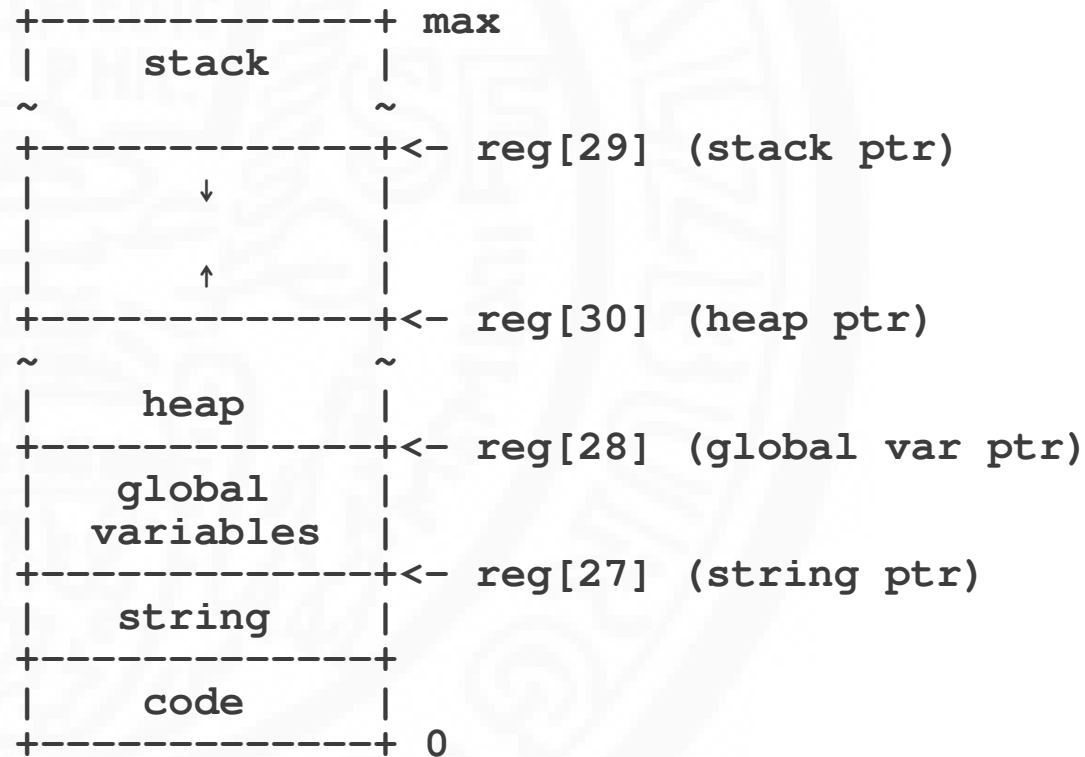 +--------------+ max
|     stack    |
~              ~
+--------------+<- reg[29] (stack ptr)
|       ↓      |
|              |
|       ↑      |
+--------------+<- reg[30] (heap ptr)
~              ~
|     heap     |
+--------------+<- reg[28] (global var ptr)
|    global    |
|   variables  |
+--------------+<- reg[27] (string ptr)
|    string    |
+--------------+
|     code     |
+--------------+ 0